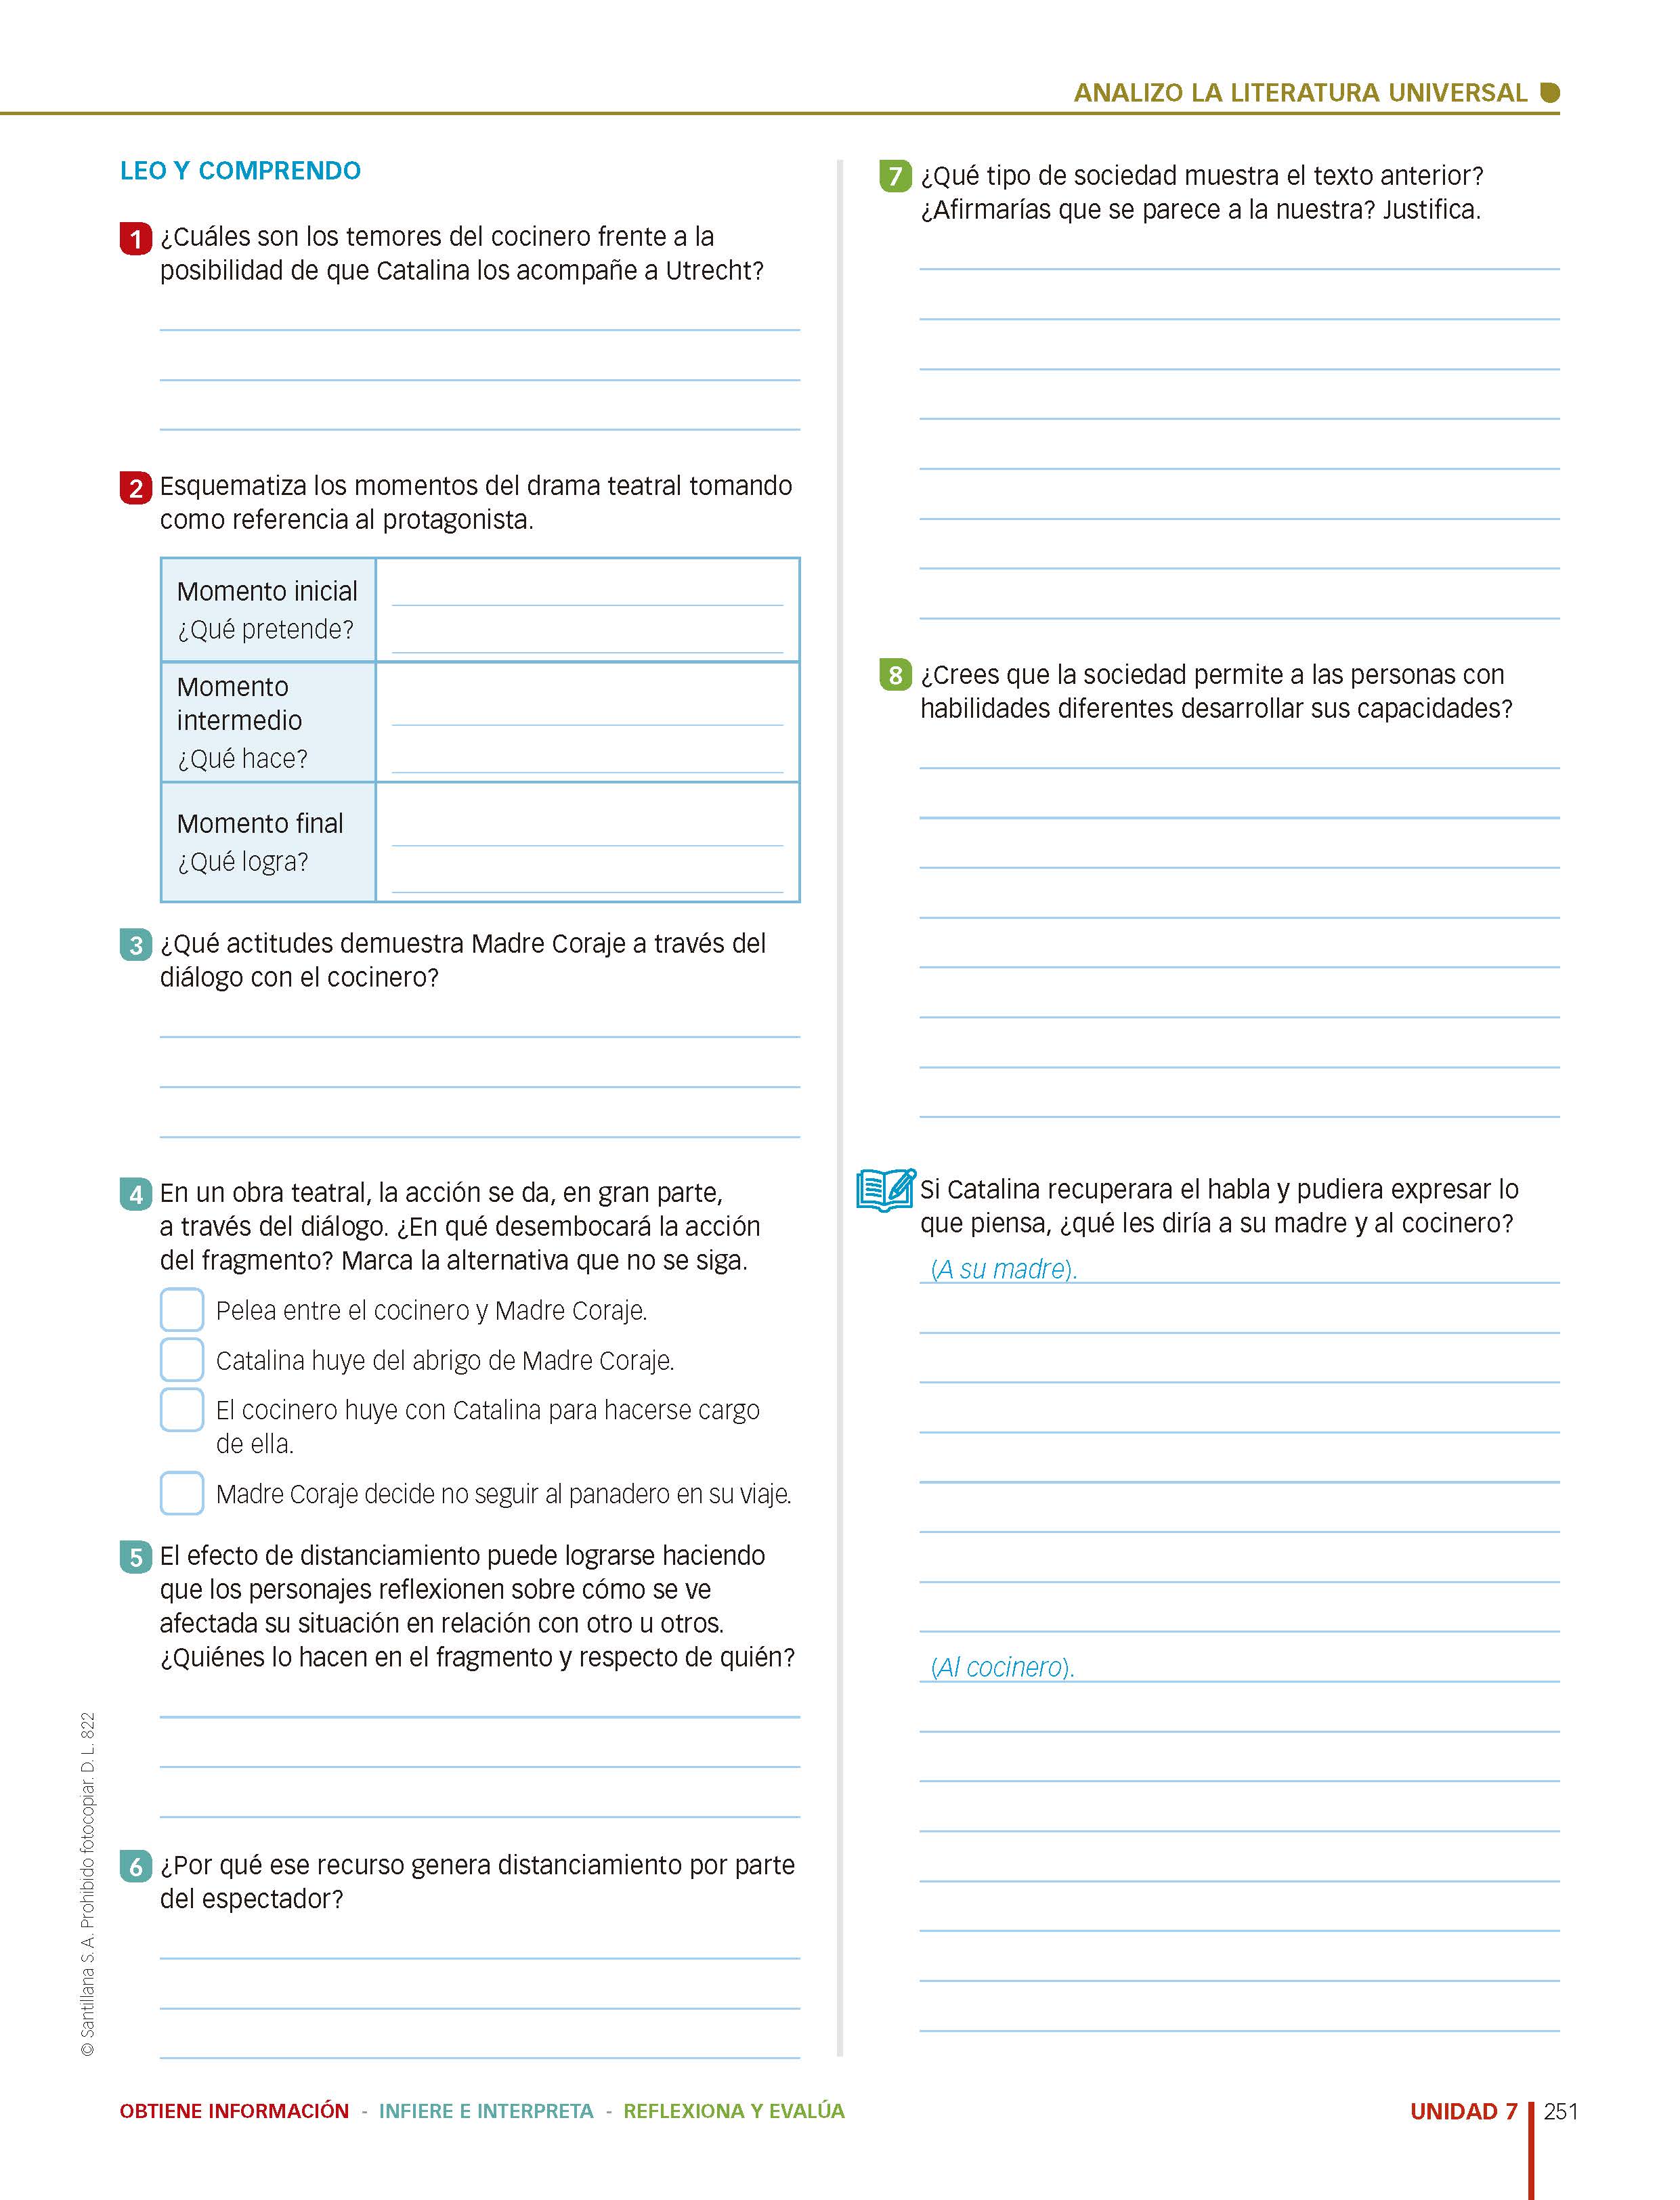 ANALIZO LA LITERATURA UNIVERSAL
LEO Y COMPRENDO
1 ¿Cuáles son los temores del cocinero frente a la
posibilidad de que Catalina los acompañe a Utrecht?
2 Esquematiza los momentos del drama teatral tomando
como referencia al protagonista.
Momento inicial
¿Qué pretende?
Momento
intermedio
¿Qué hace?
Momento final
¿Qué logra?
3 ¿Qué actitudes demuestra Madre Coraje a través del
diálogo con el cocinero?
4 En un obra teatral, la acción se da, en gran parte,
a través del diálogo. ¿En qué desembocará la acción
del fragmento? Marca la alternativa que no se siga.
Pelea entre el cocinero y Madre Coraje.
Catalina huye del abrigo de Madre Coraje.
El cocinero huye con Catalina para hacerse cargo
de ella.
Madre Coraje decide no seguir al panadero en su viaje.
5 El efecto de distanciamiento puede lograrse haciendo
que los personajes reflexionen sobre cómo se ve
afectada su situación en relación con otro u otros.
¿Quiénes lo hacen en el fragmento y respecto de quién?
6 ¿Por qué ese recurso genera distanciamiento por parte
del espectador?
7 ¿Qué tipo de sociedad muestra el texto anterior?
¿Afirmarías que se parece a la nuestra? Justifica.
8 ¿Crees que la sociedad permite a las personas con
habilidades diferentes desarrollar sus capacidades?
Si Catalina recuperara el habla y pudiera expresar lo
que piensa, ¿qué les diría a su madre y al cocinero?
(A su madre).
(Al cocinero).
© Santillana S. A. Prohibido fotocopiar. D. L. 822
OBTIENE INFORMACIÓN - INFIERE E INTERPRETA - REFLEXIONA Y EVALÚA
UNIDAD 7 251